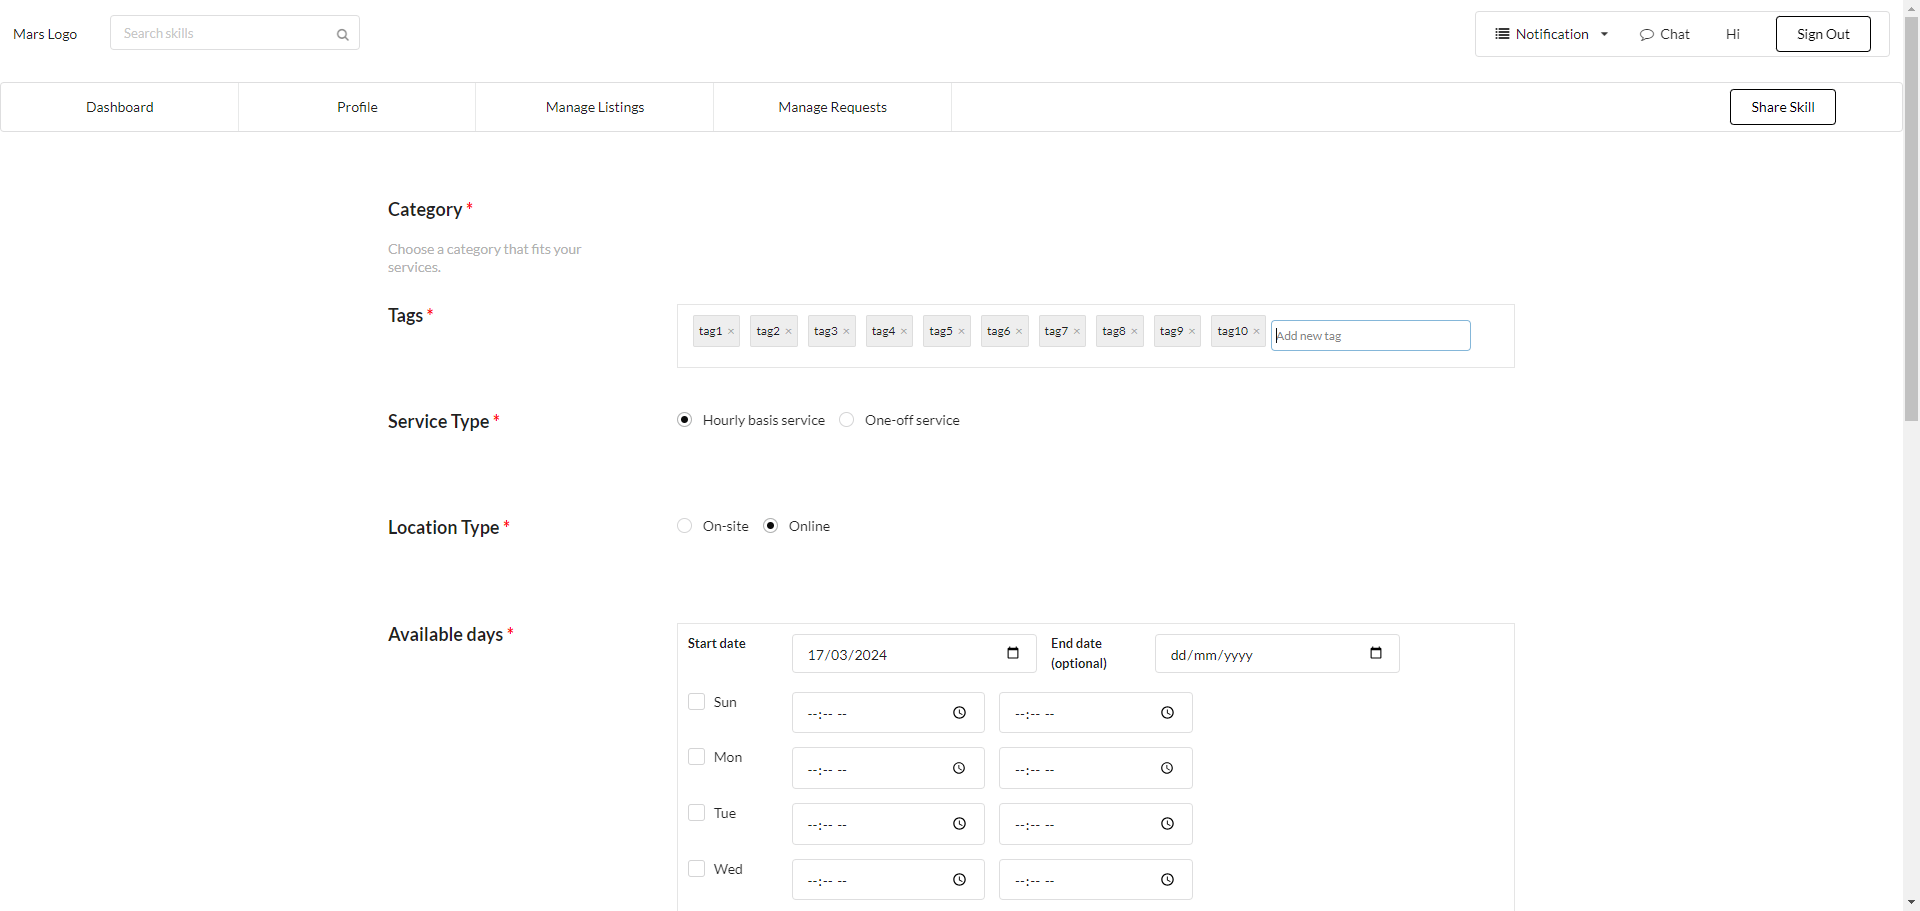 Mars Logo
Search skills
Notification
Chat
Hi
Sign Out
Dashboard
Profile
Manage Listings
Manage Requests
Share Skill
Category *
Choose a category that fits your
services.
Tags *
tag1 × tag2 × tag3 × tag4 × tag5 × tag6 × tag7 × tag8 × tag9 × tag10 × Add new tag
Service Type *
Hourly basis service One-off service
Location Type *
On-site Online
Available days *
Start date 17/03/2024
End date
(optional)
dd/mm/yyyy
Sun --:-- -- --:-- --
Mon --:-- -- --:-- --
Tue --:-- -- --:-- --
Wed --:-- -- --:-- --